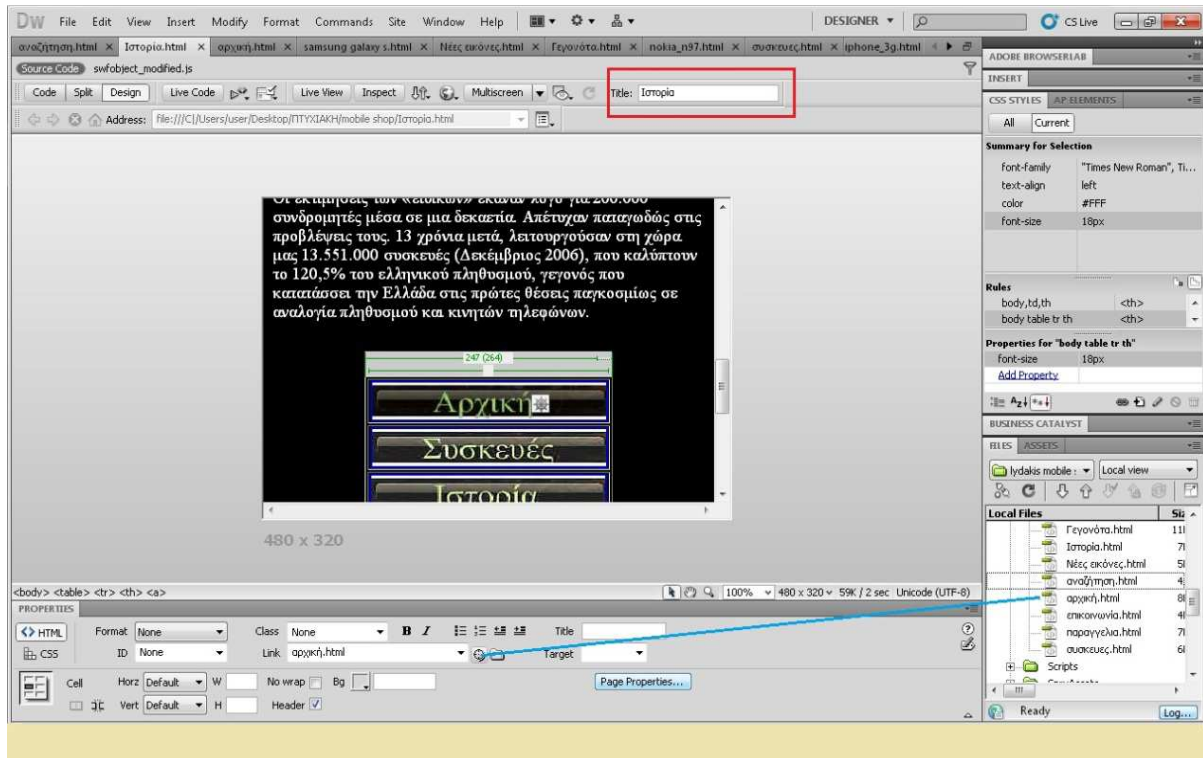 DW File Edit View Insert Modify Format Commands Site Window Help DESIGNER CS Live
αναζήτηση.html × Ιστορία.html × αρχική.html × samsung galaxy s.html × Νέες εικόνες.html × Γεγονότα.html × nokia_n97.html × συσκευες.html × iphone_3g.html
Source Code swfobject_modified.js
Code Split Design Live Code Live View Inspect Multiscreen Title: Ιστορία
Address: file:///C|/Users/user/Desktop/ΠΤΥΧΙΑΚΗ/mobile shop/Ιστορία.html
συνδρομητές μέσα σε μια δεκαετία. Απέτυχαν παταγωδώς στις
προβλέψεις τους. 13 χρόνια μετά, λειτουργούσαν στη χώρα
μας 13.551.000 συσκευές (Δεκέμβριος 2006), που καλύπτουν
το 120,5% του ελληνικού πληθυσμού, γεγονός που
κατατάσσει την Ελλάδα στις πρώτες θέσεις παγκοσμίως σε
αναλογία πληθυσμού και κινητών τηλεφώνων.
247 (264)
Αρχική
Συσκευές
Ιστορία
480 x 320
<body> <table> <tr> <th> <a> 100% 480 x 320 59K / 2 sec Unicode (UTF-8)
PROPERTIES
<> HTML Format None Class None B I Title
CSS ID None Link αρχική.html Target
Cell Horz Default W No wrap Bg Page Properties...
Vert Default H Header
ADOBE BROWSERLAB
INSERT
CSS STYLES AP ELEMENTS
All Current
Summary for Selection
font-family "Times New Roman", Ti...
text-align left
color #FFF
font-size 18px
Rules
body,td,th <th>
body table tr th <th>
Properties for "body table tr th"
font-size 18px
Add Property
BUSINESS CATALYST
FILES ASSETS
lydakis mobile Local view
Local Files
Γεγονότα.html
Ιστορία.html
Νέες εικόνες.html
αναζήτηση.html
αρχική.html
επικοινωνία.html
παραγγελια.html
συσκευες.html
Scripts
Ready Log...